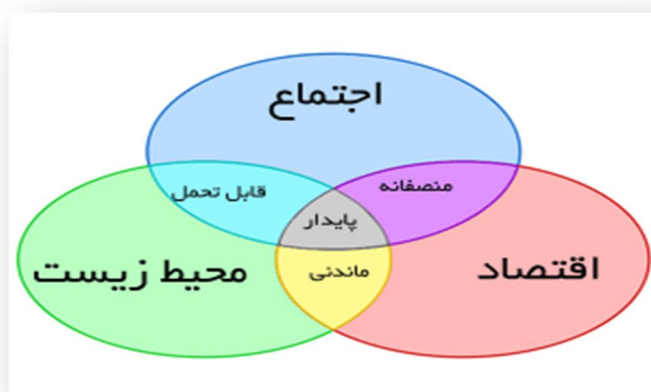 اجتماع
منصفانه
قابل تحمل
پایدار
اقتصاد
ماندنی
محیط زیست